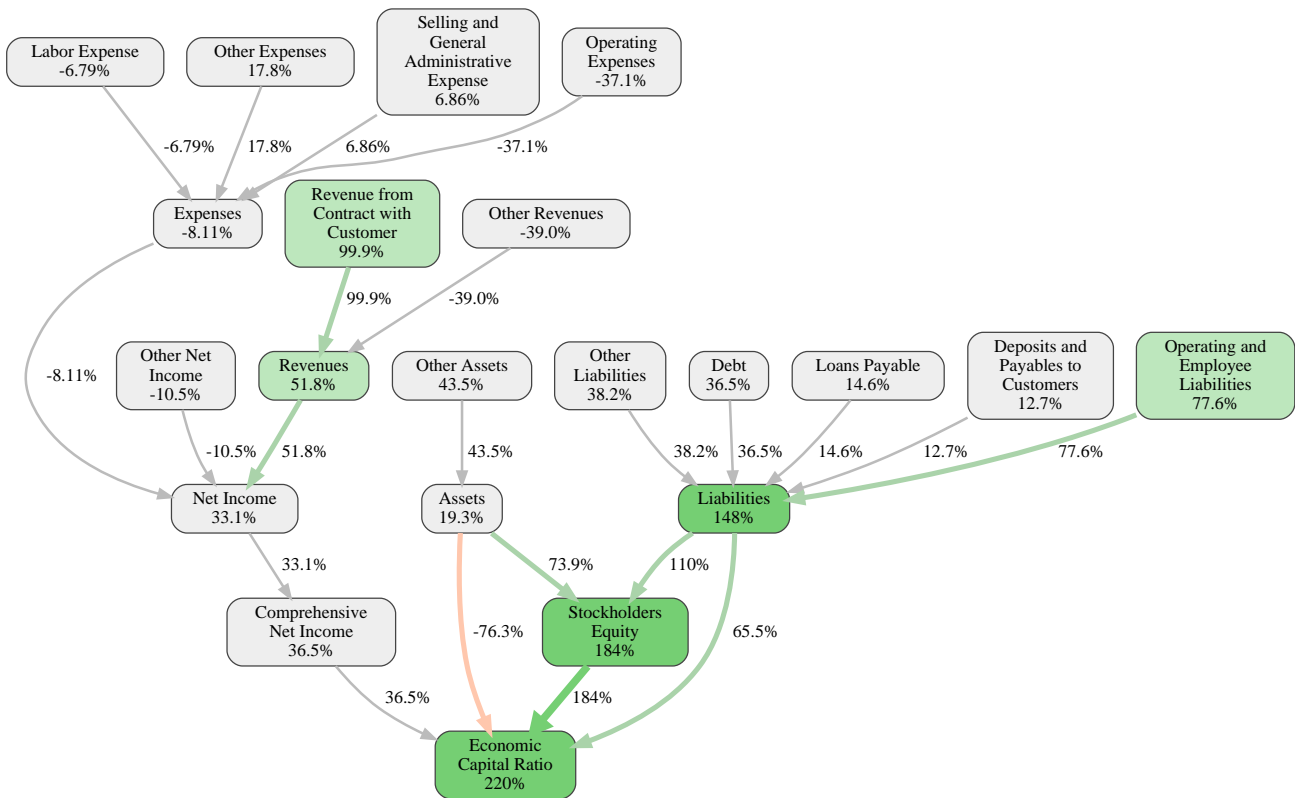 Labor Expense
-6.79%
Other Expenses
17.8%
Selling and
General
Administrative
Expense
6.86%
Operating
Expenses
-37.1%
-6.79%
17.8%
6.86%
-37.1%
Expenses
-8.11%
Revenue from
Contract with
Customer
99.9%
Other Revenues
-39.0%
99.9%
-39.0%
-8.11%
Other Net
Income
-10.5%
Revenues
51.8%
Other Assets
43.5%
Other
Liabilities
38.2%
Debt
36.5%
Loans Payable
14.6%
Deposits and
Payables to
Customers
12.7%
Operating and
Employee
Liabilities
77.6%
-10.5%
51.8%
43.5%
38.2%
36.5%
14.6%
12.7%
77.6%
Net Income
33.1%
Assets
19.3%
Liabilities
148%
33.1%
73.9%
110%
Comprehensive
Net Income
36.5%
-76.3%
Stockholders
Equity
184%
65.5%
36.5%
184%
Economic
Capital Ratio
220%